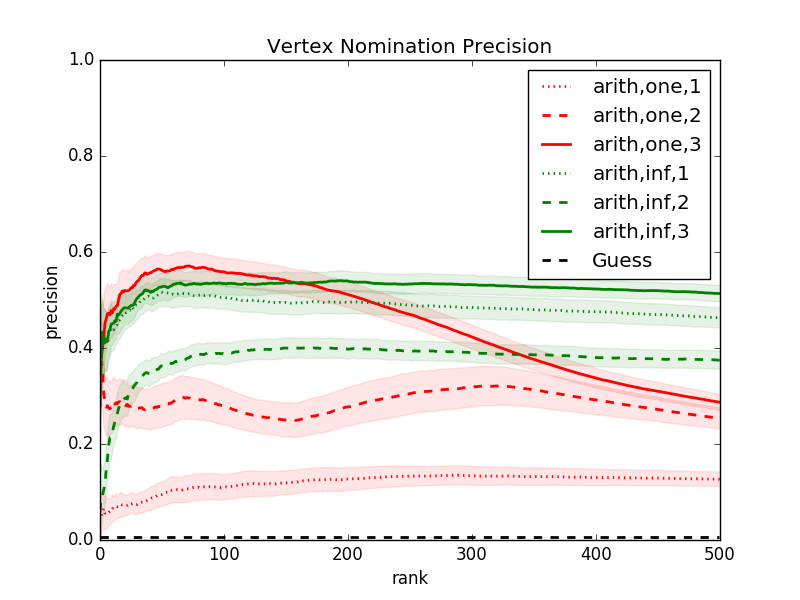 Vertex Nomination Precision
1.0
0.8
0.6
0.4
0.2
0.0
precision
arith,one,1
arith,one,2
arith,one,3
arith,inf,1
arith,inf,2
arith,inf,3
Guess
0 100 200 300 400 500
rank